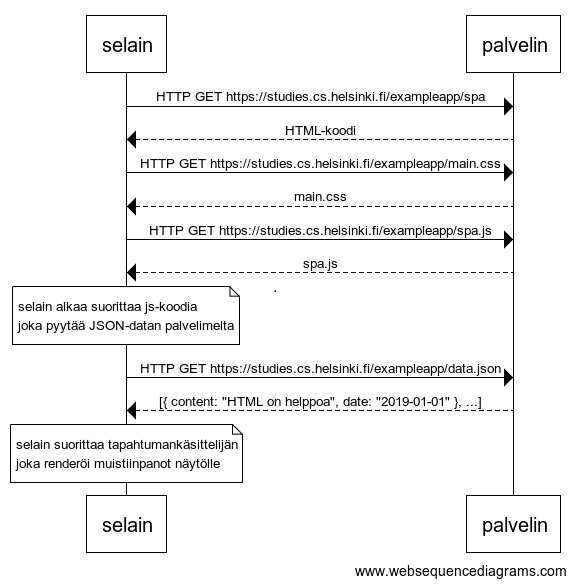 selain palvelin
HTTP GET https://studies.cs.helsinki.fi/exampleapp/spa
HTML-koodi
HTTP GET https://studies.cs.helsinki.fi/exampleapp/main.css
main.css
HTTP GET https://studies.cs.helsinki.fi/exampleapp/spa.js
spa.js
.
selain alkaa suorittaa js-koodia
joka pyytää JSON-datan palvelimelta
HTTP GET https://studies.cs.helsinki.fi/exampleapp/data.json
[{ content: "HTML on helppoa", date: "2019-01-01" }, ...]
selain suorittaa tapahtumankäsittelijän
joka renderöi muistiinpanot näytölle
selain palvelin
www.websequencediagrams.com